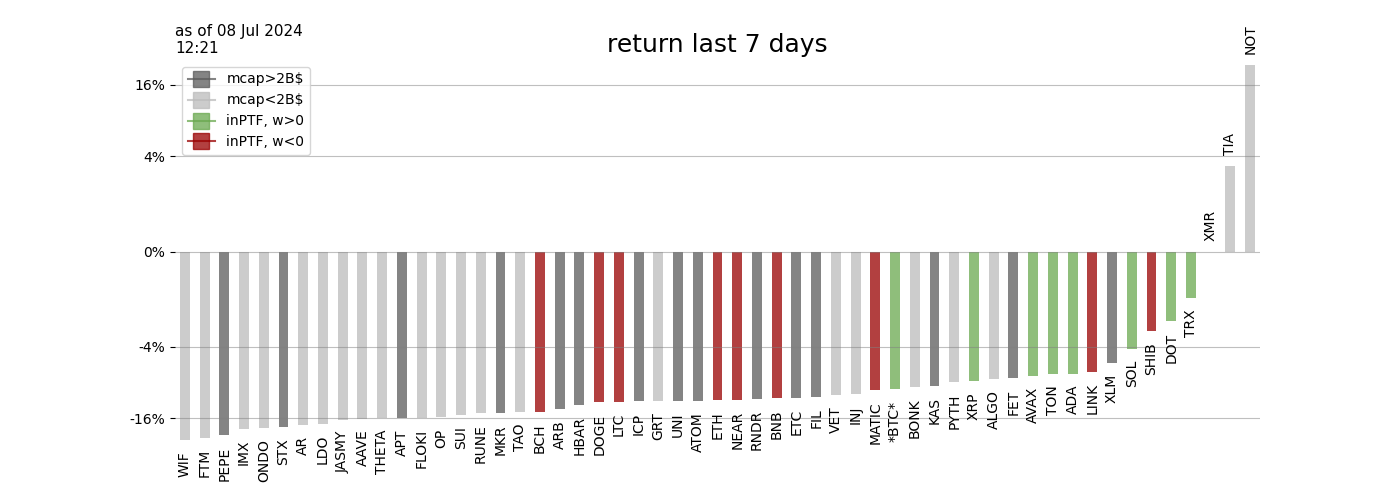 as of 08 Jul 2024
12:21
return last 7 days
mcap>2B$
mcap<2B$
inPTF, w>0
inPTF, w<0
16%
4%
0%
-4%
-16%
WIF
FTM
PEPE
IMX
ONDO
STX
AR
LDO
JASMY
AAVE
THETA
APT
FLOKI
OP
SUI
RUNE
MKR
TAO
BCH
ARB
HBAR
DOGE
LTC
ICP
GRT
UNI
ATOM
ETH
NEAR
RNDR
BNB
ETC
FIL
VET
INJ
MATIC
*BTC*
BONK
KAS
PYTH
XRP
ALGO
FET
AVAX
TON
ADA
LINK
XLM
SOL
SHIB
DOT
TRX
XMR
TIA
NOT